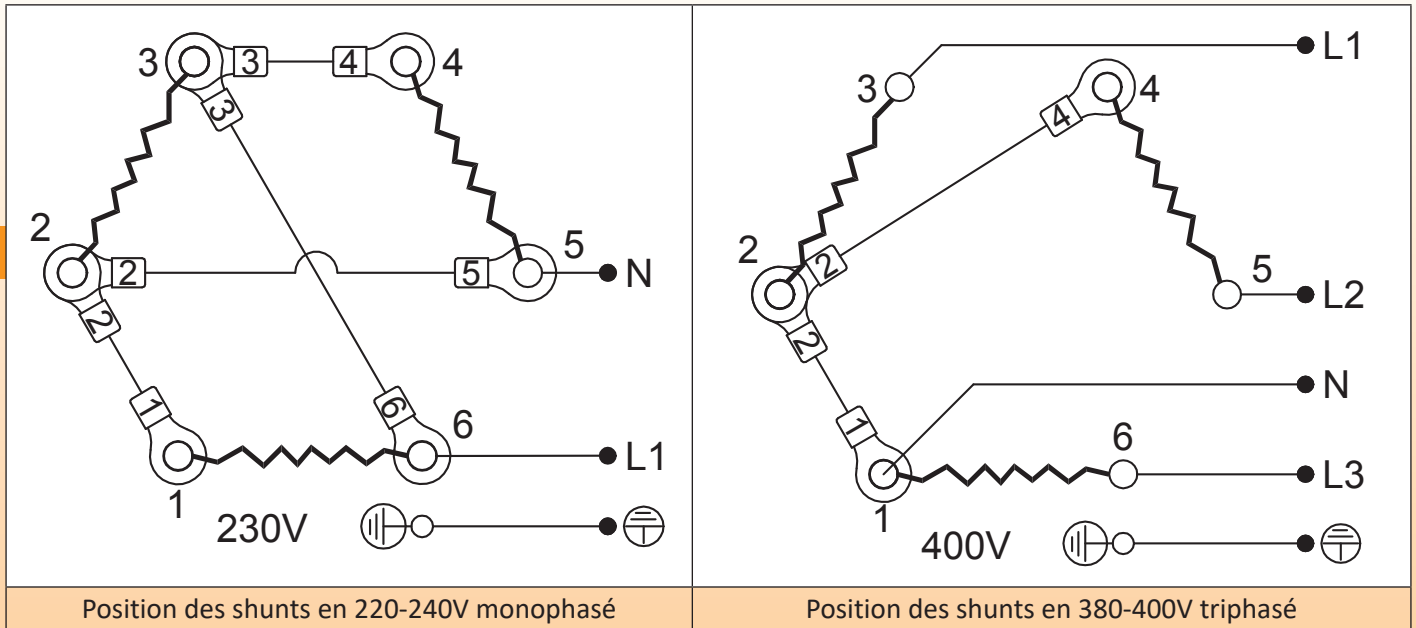 3 3 4 4
3
2
2 5 5 N
2
1 6 6
L1
1
230V
L1
3 4
4
2
2 5
L2
2
N
1
6
L3
1
400V
Position des shunts en 220-240V monophasé
Position des shunts en 380-400V triphasé